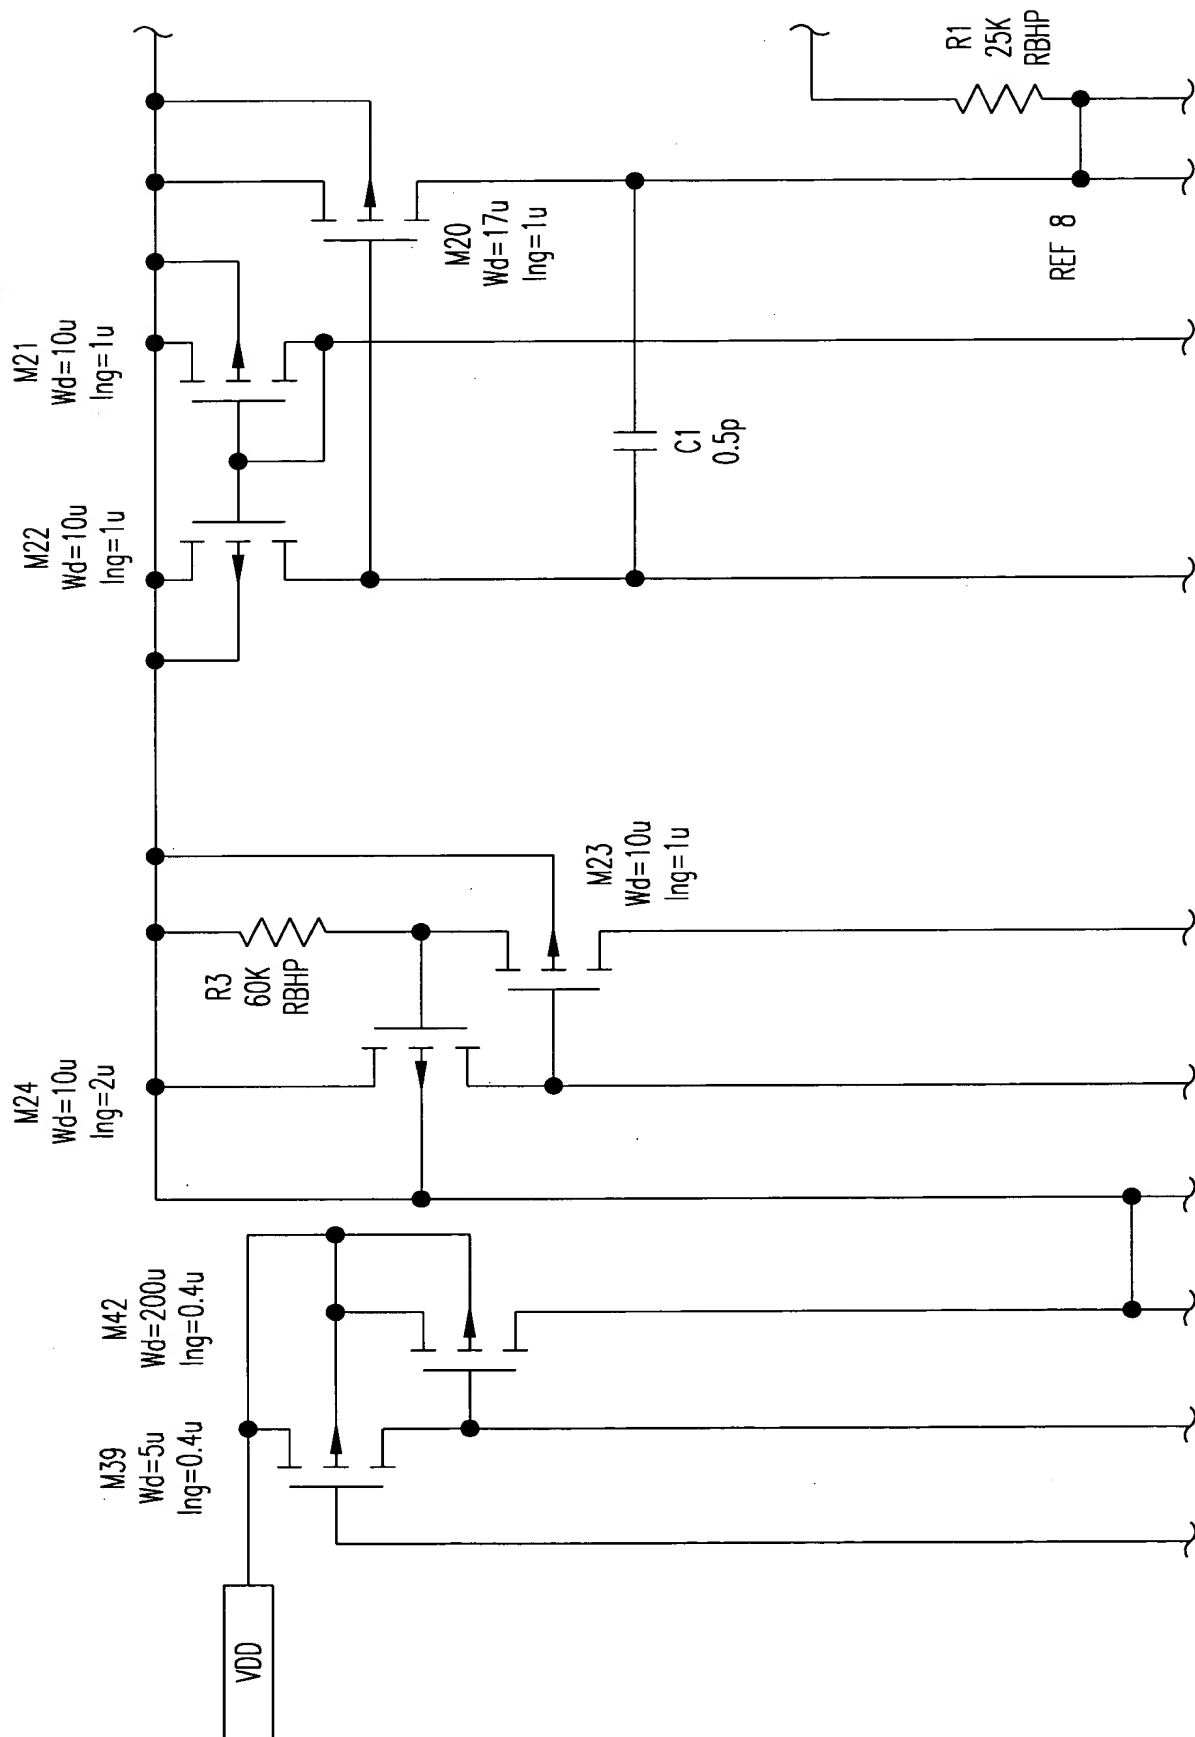 VDD
M39
Wd=5u
lng=0.4u
M42
Wd=200u
lng=0.4u
M24
Wd=10u
lng=2u
R3
60K
RBHP
M23
Wd=10u
lng=1u
M22
Wd=10u
lng=1u
M21
Wd=10u
lng=1u
C1
0.5p
M20
Wd=17u
lng=1u
REF 8
R1
25K
RBHP